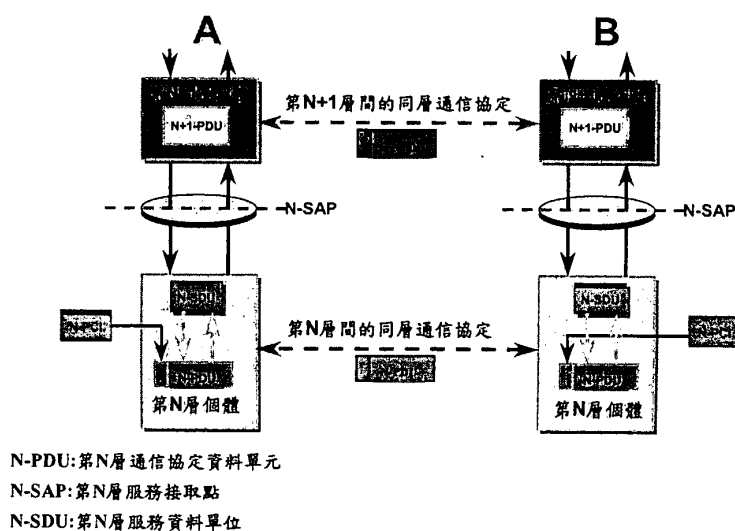 A
B
N+1-PDU
第N+1層間的同層通信協定
N+1-PDU
N-SAP
N-SAP
N-SDU
N-SDU
N-PCI
第N層間的同層通信協定
N-PCI
N-PDU
N-PDU
第N層個體
第N層個體
N-PDU:第N層通信協定資料單元
N-SAP:第N層服務接取點
N-SDU:第N層服務資料單位